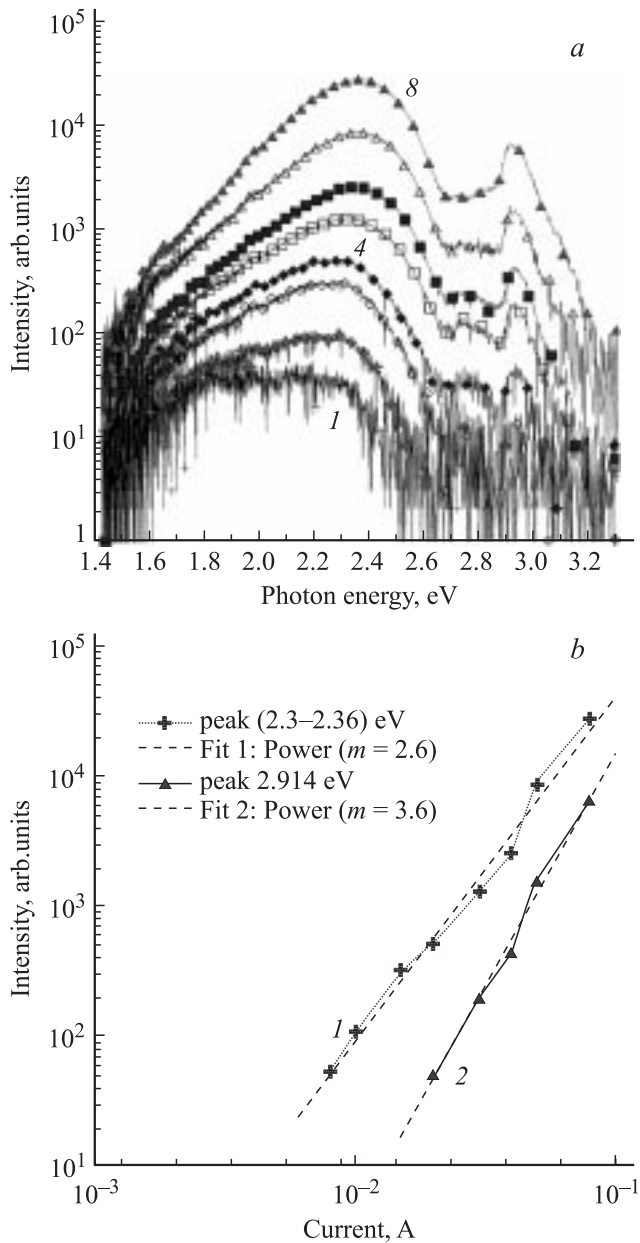 a
10^5
10^4
10^3
10^2
10^1
1
8
4
1
Intensity, arb.units
1.4 1.6 1.8 2.0 2.2 2.4 2.6 2.8 3.0 3.2
Photon energy, eV
b
10^5
10^4
10^3
10^2
10^1
peak (2.3–2.36) eV
Fit 1: Power (m = 2.6)
peak 2.914 eV
Fit 2: Power (m = 3.6)
1
2
Intensity, arb.units
10^–3 10^–2 10^–1
Current, A